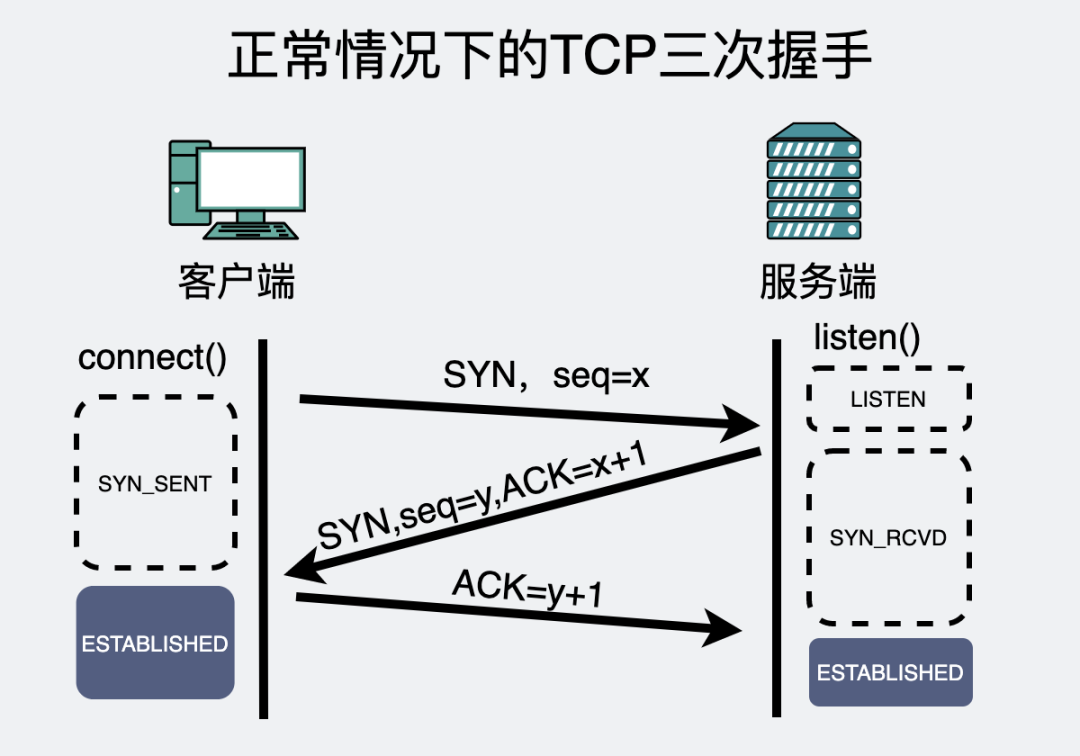 正常情况下的TCP三次握手
客户端
服务端
connect()
listen()
SYN，seq=x
LISTEN
SYN_SENT
SYN,seq=y,ACK=x+1
SYN_RCVD
ACK=y+1
ESTABLISHED
ESTABLISHED